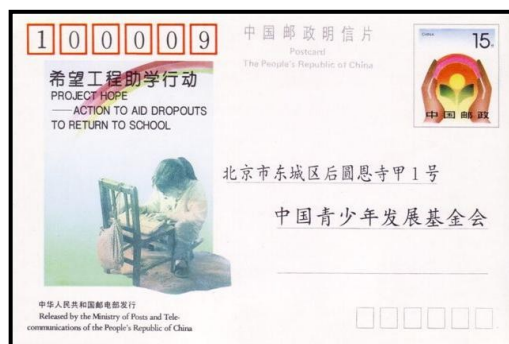 100009
中国邮政明信片
Postcard
The People's Republic of China
China
15分
中国邮政
希望工程助学行动
PROJECT HOPE
——ACTION TO AID DROPOUTS
TO RETURN TO SCHOOL
北京市东城区后圆恩寺甲1号
中国青少年发展基金会
中华人民共和国邮电部发行
Released by the Ministry of Posts and Tele-
communications of the People's Republic of China